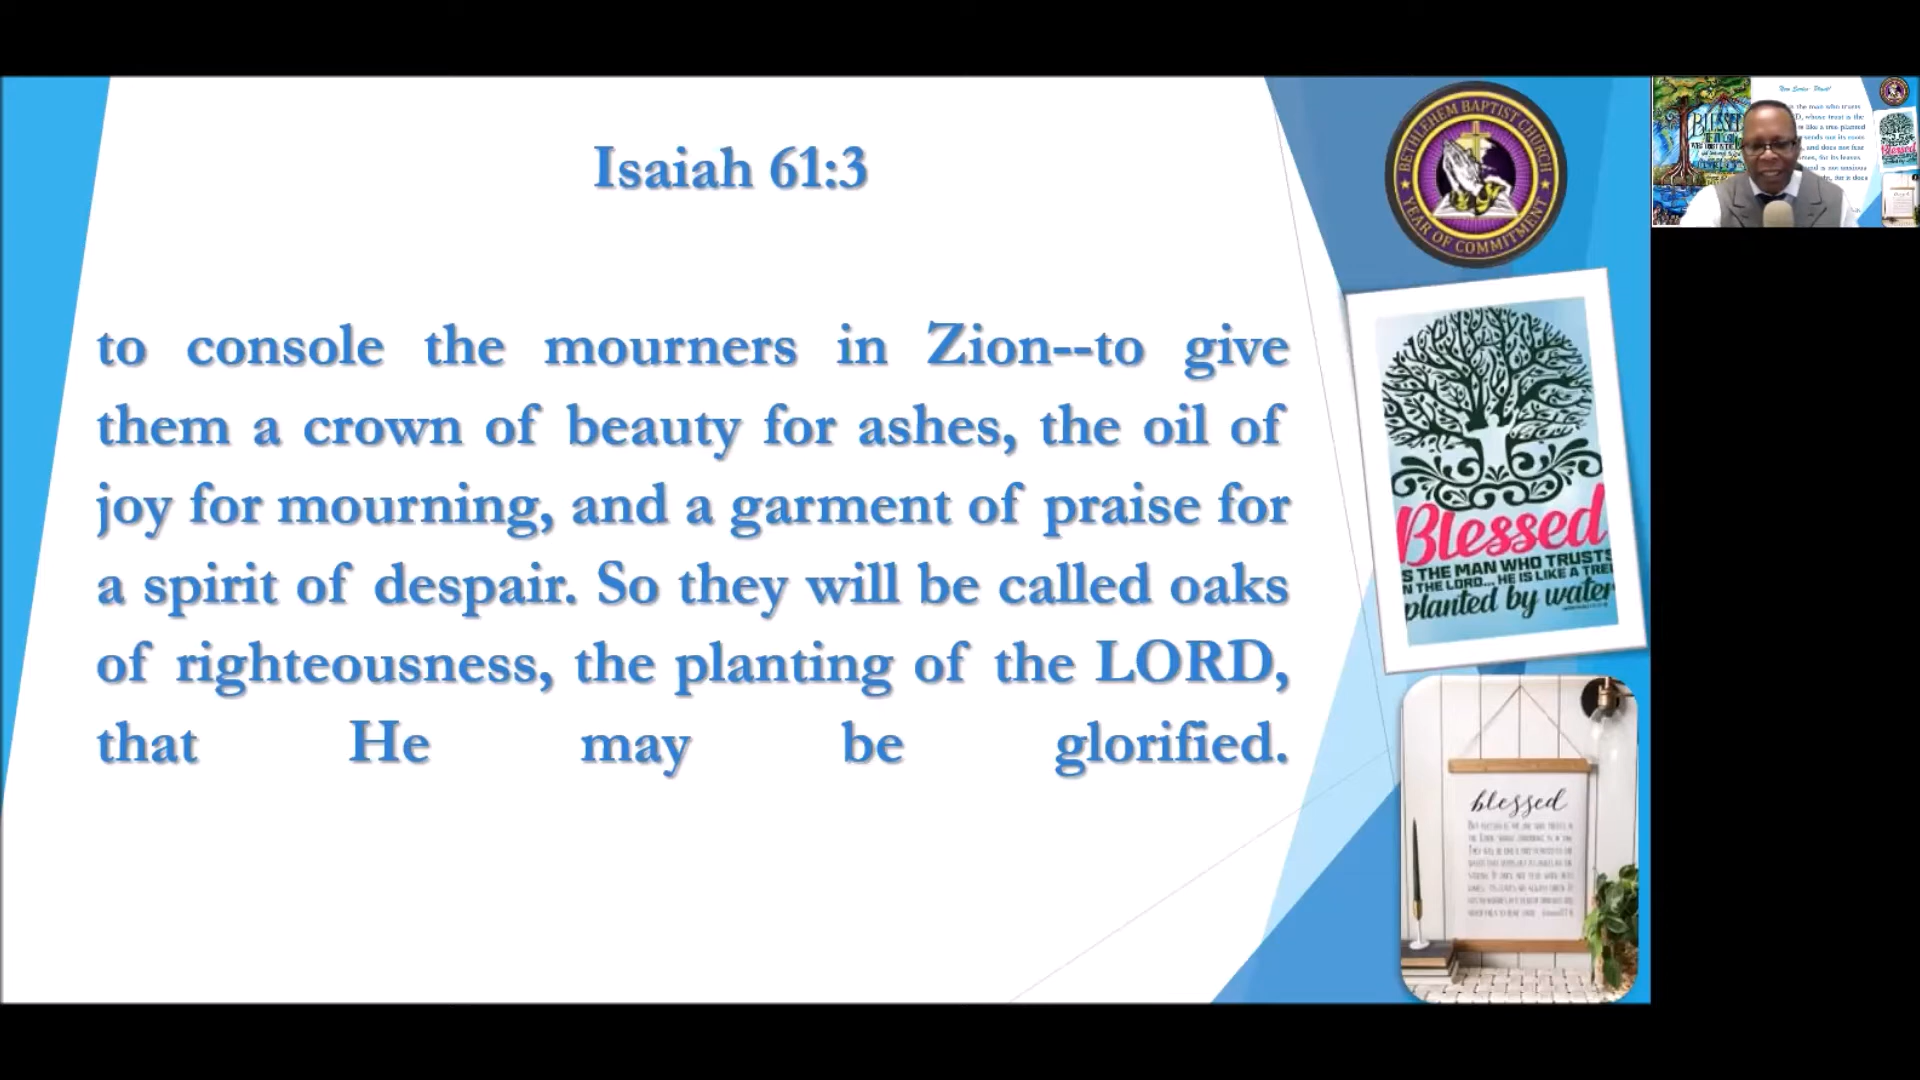 Isaiah 61:3
to console the mourners in Zion--to give
them a crown of beauty for ashes, the oil of
joy for mourning, and a garment of praise for
a spirit of despair. So they will be called oaks
of righteousness, the planting of the LORD,
that He may be glorified.
BETHLEHEM BAPTIST CHURCH
YEAR OF COMMITMENT
Blessed
S THE MAN WHO TRUSTS
N THE LORD... HE IS LIKE A TREE
planted by water
blessed